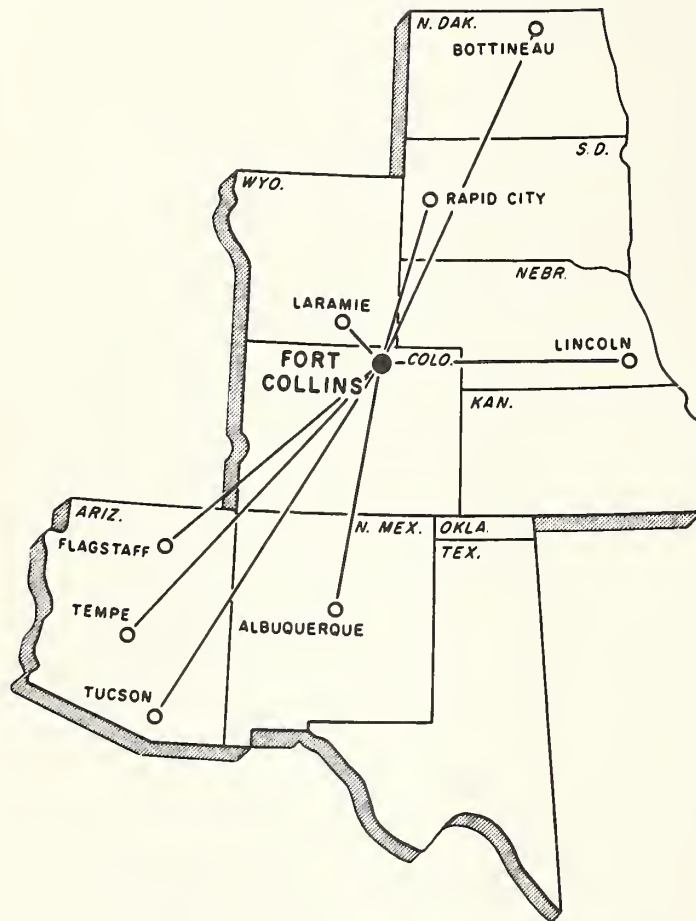 N. DAK.
BOTTINEAU
S. D.
WYO.
RAPID CITY
NEBR.
LARAMIE
LINCOLN
FORT
COLLINS
COLO.
KAN.
ARIZ.
N. MEX.
OKLA.
TEX.
FLAGSTAFF
TEMPE
ALBUQUERQUE
TUCSON